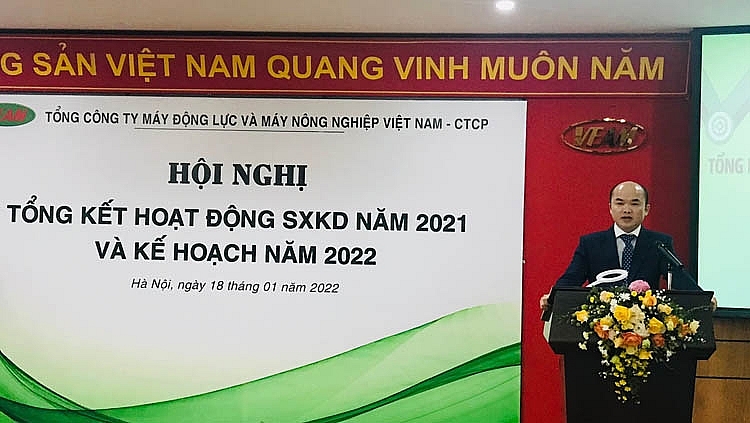 G SẢN VIỆT NAM QUANG VINH MUÔN NĂM
TỔNG CÔNG TY MÁY ĐỘNG LỰC VÀ MÁY NÔNG NGHIỆP VIỆT NAM - CTCP
HỘI NGHỊ
TỔNG KẾT HOẠT ĐỘNG SXKD NĂM 2021
VÀ KẾ HOẠCH NĂM 2022
Hà Nội, ngày 18 tháng 01 năm 2022
VEAM
TỔNG